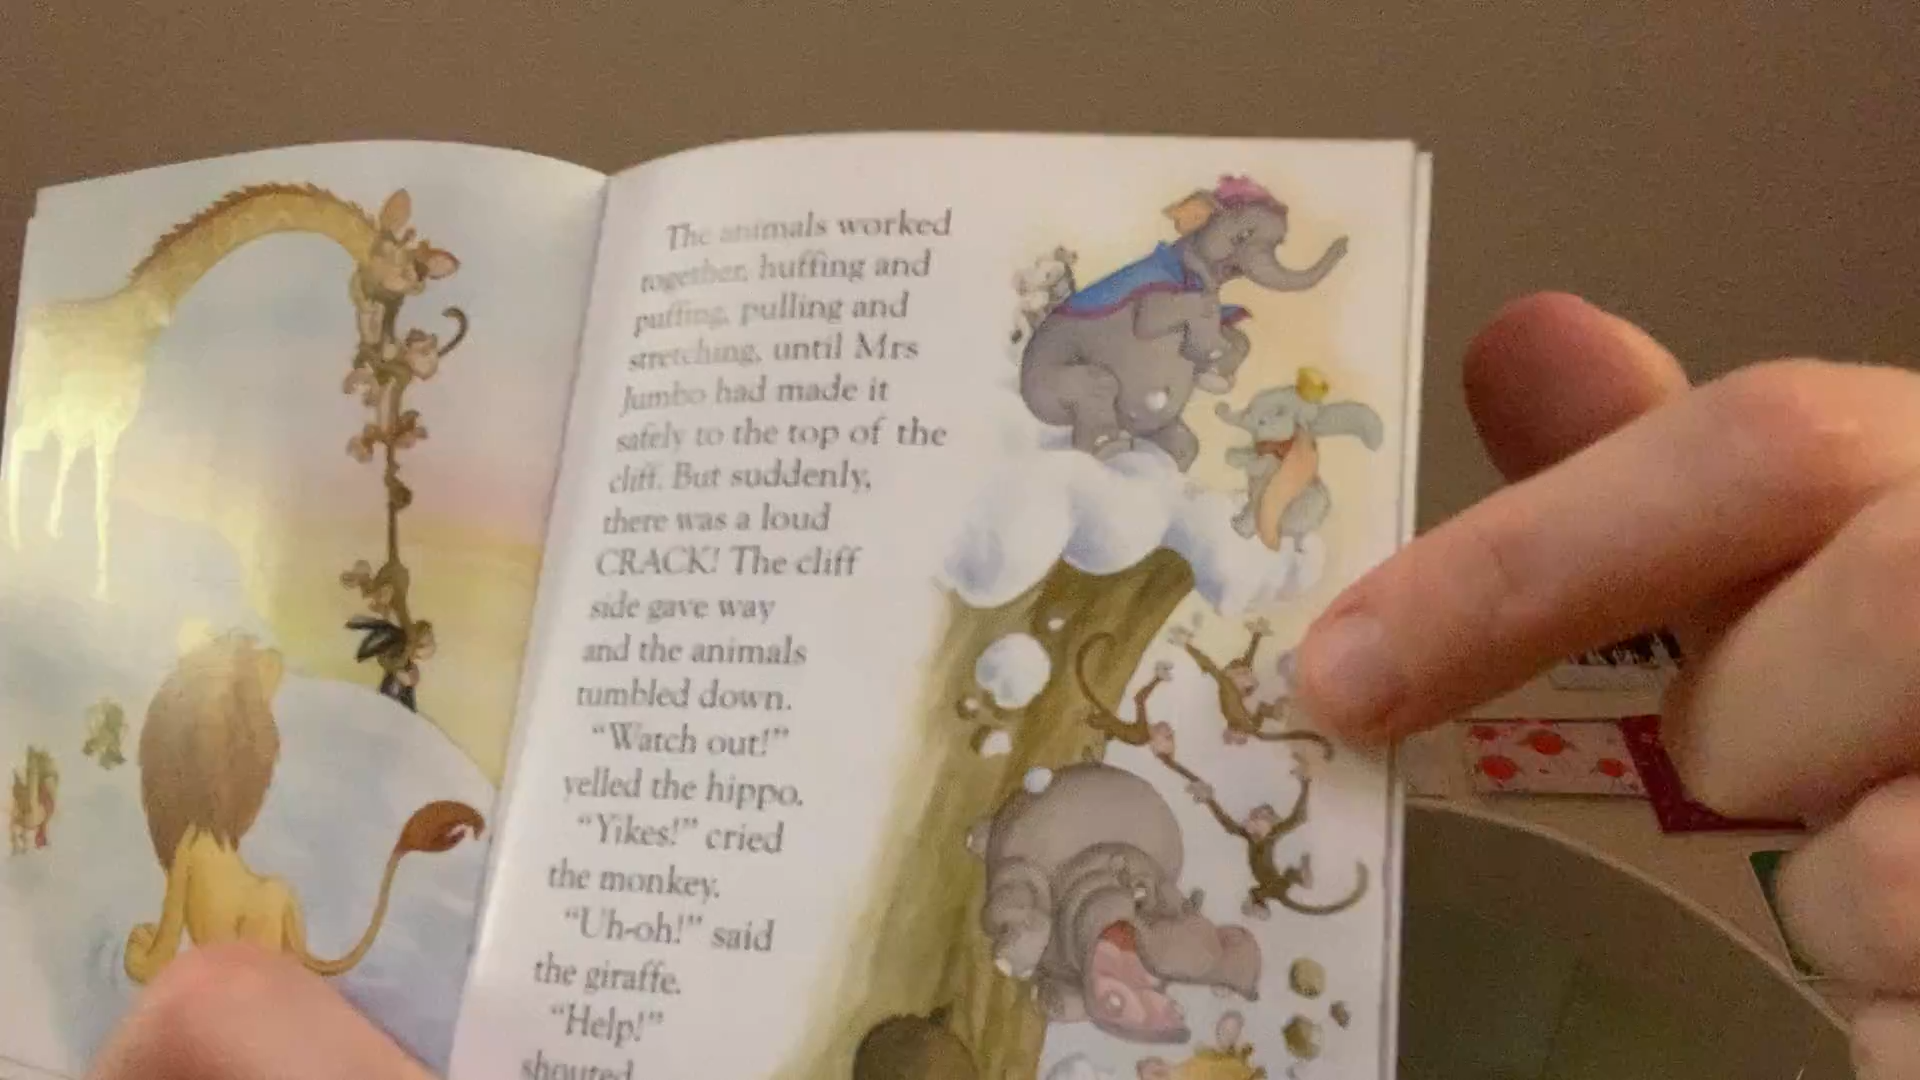 The animals worked
together, huffing and
puffing, pulling and
stretching, until Mrs
Jumbo had made it
safely to the top of the
cliff. But suddenly,
there was a loud
CRACK! The cliff
side gave way
and the animals
tumbled down.
“Watch out!”
yelled the hippo.
“Yikes!” cried
the monkey.
“Uh-oh!” said
the giraffe.
“Help!”
shouted